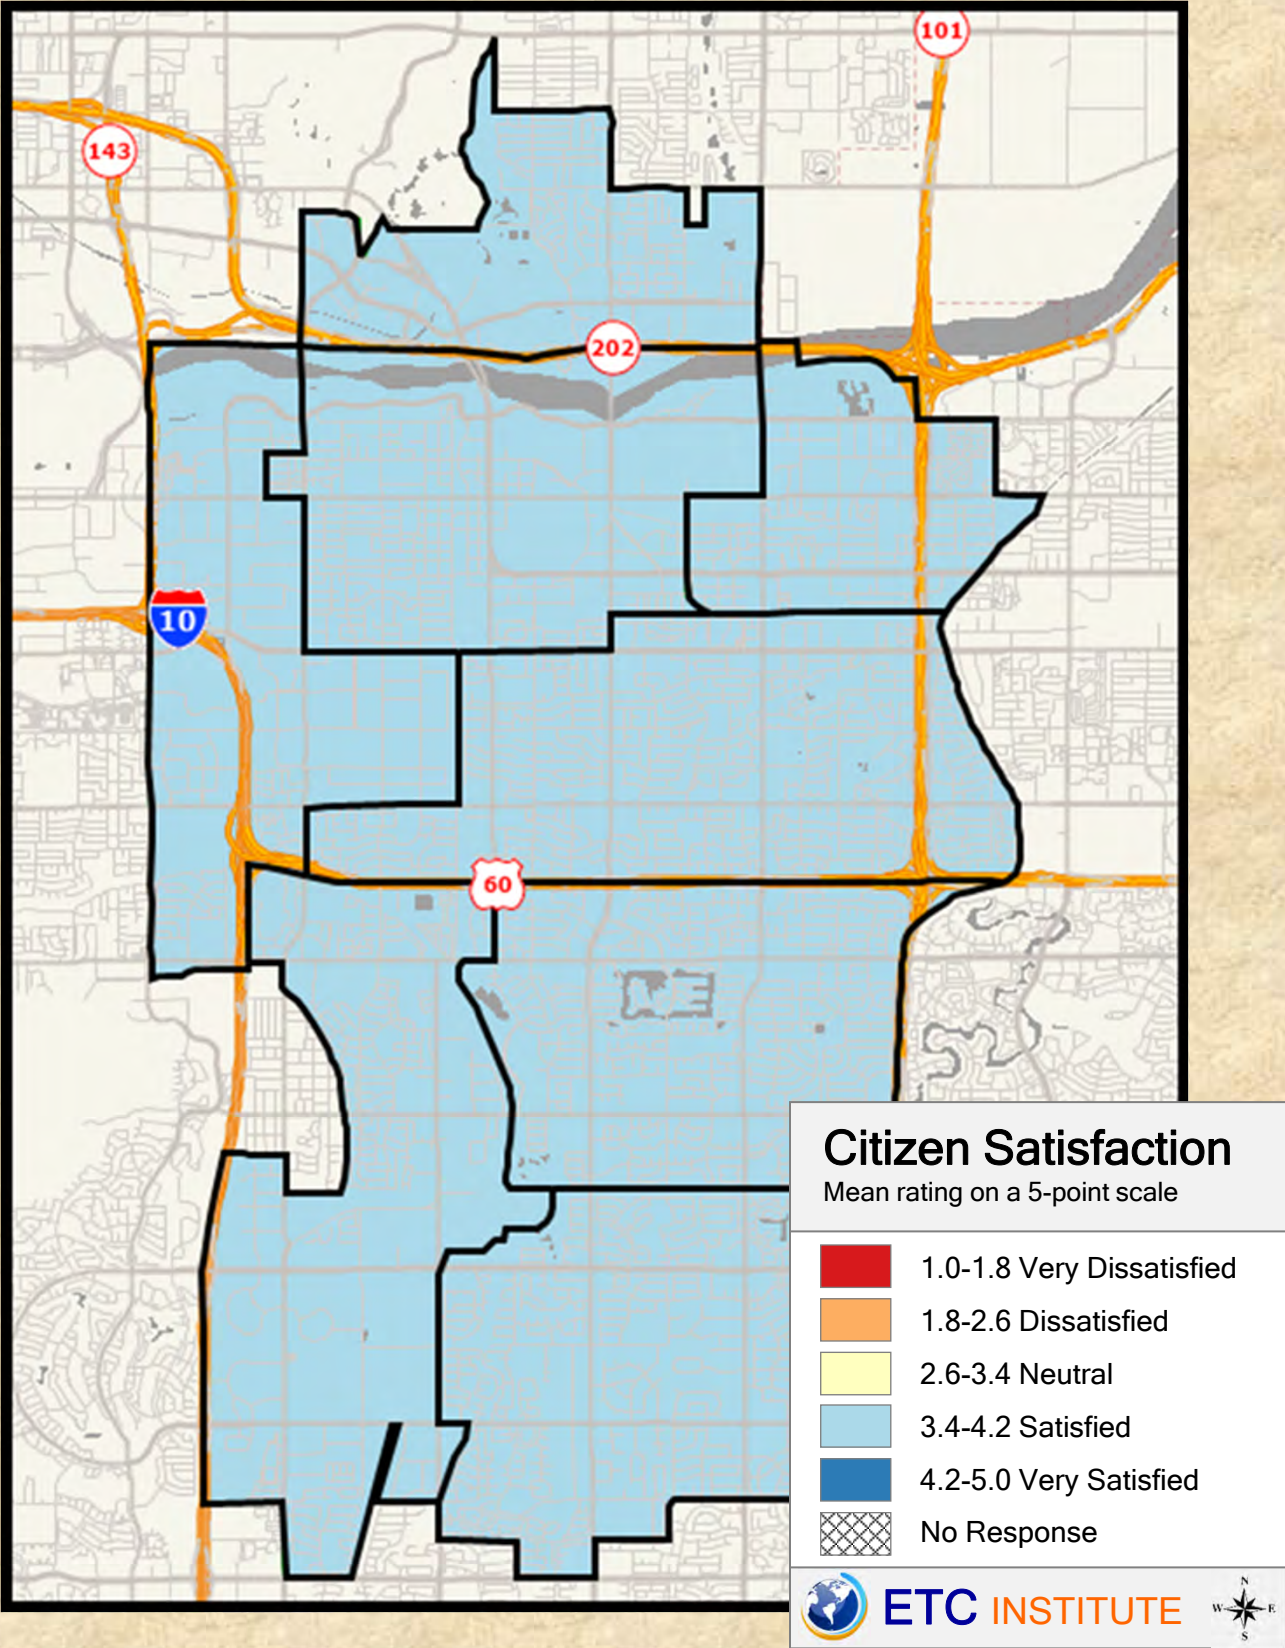 101
143
202
10
60
Citizen Satisfaction
Mean rating on a 5-point scale
1.0-1.8 Very Dissatisfied
1.8-2.6 Dissatisfied
2.6-3.4 Neutral
3.4-4.2 Satisfied
4.2-5.0 Very Satisfied
No Response
ETC INSTITUTE
N
W E
S